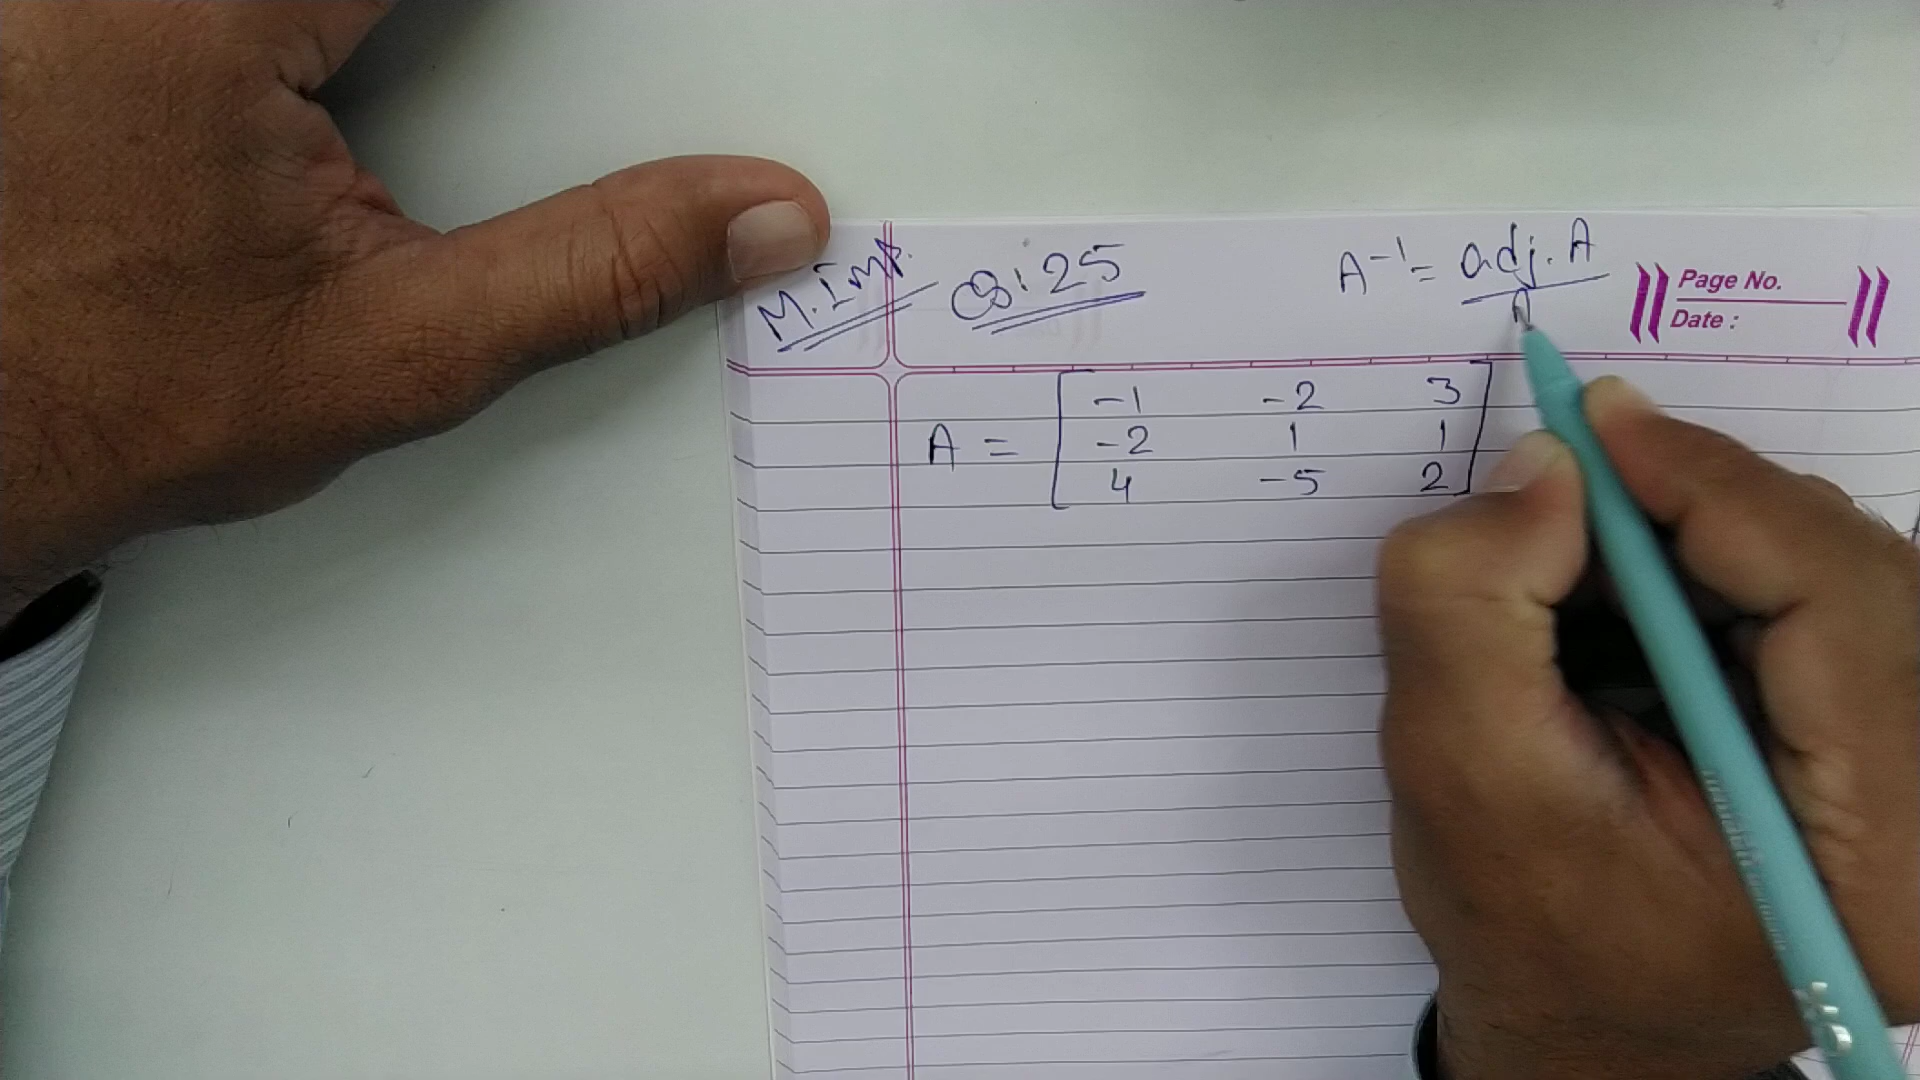 M. Imp. Q: 25 A⁻¹ = adj. A / A
Page No.
Date :
-1 -2 3
A = -2 1 1
4 -5 2